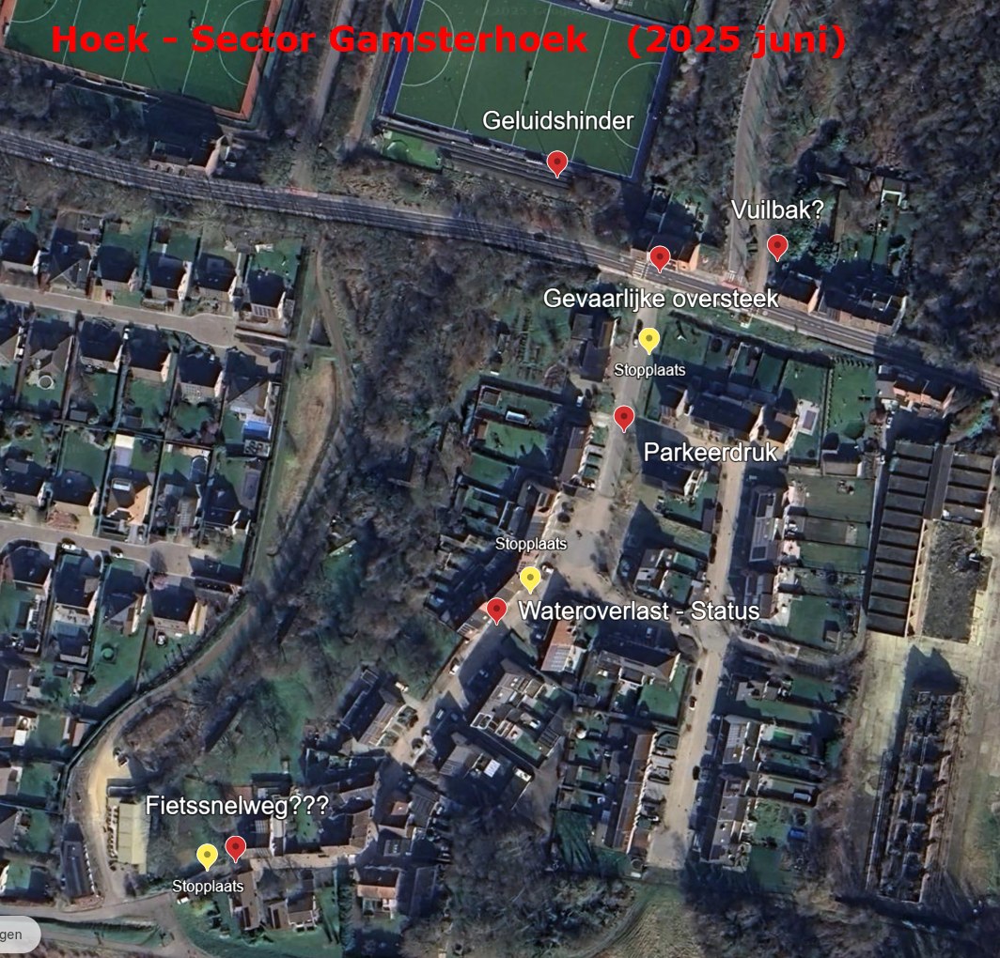 Hoek - Sector Gamsterhoek (2025 juni)
Geluidshinder
Vuilbak?
Gevaarlijke oversteek
Stopplaats
Parkeerdruk
Stopplaats
Wateroverlast - Status
Fietssnelweg???
Stopplaats
gen